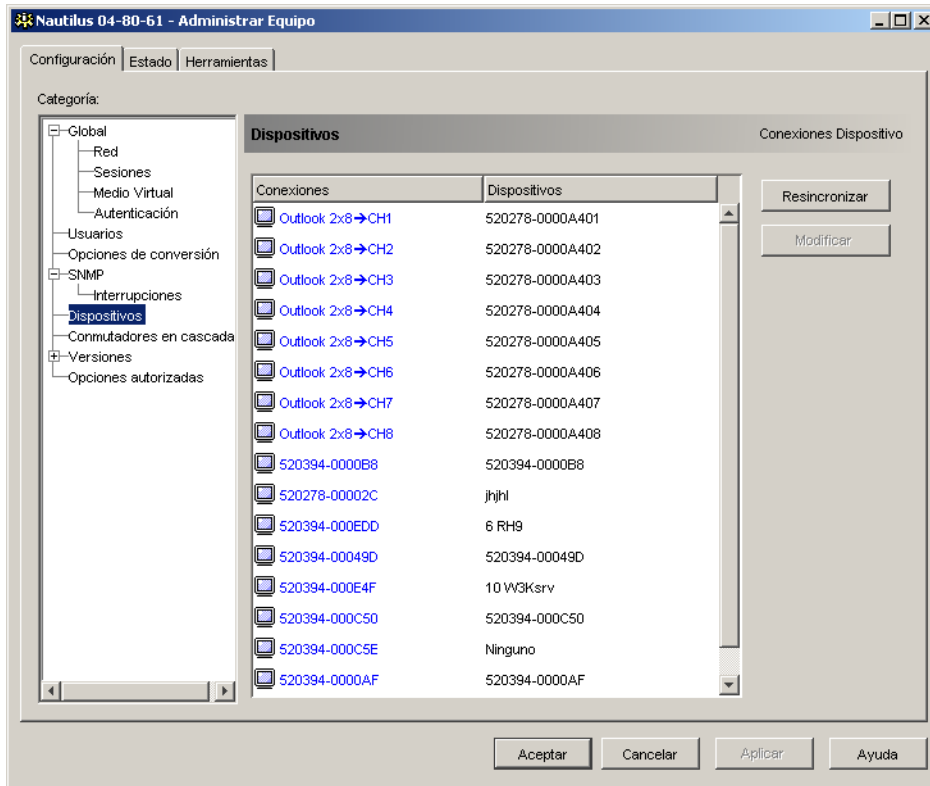 Nautilus 04-80-61 - Administrar Equipo
Configuración Estado Herramientas
Categoría:
Global
Red
Sesiones
Medio Virtual
Autenticación
Usuarios
Opciones de conversión
SNMP
Interrupciones
Dispositivos
Conmutadores en cascada
Versiones
Opciones autorizadas
Dispositivos Conexiones Dispositivo
Conexiones Dispositivos
Outlook 2x8→CH1 520278-0000A401
Outlook 2x8→CH2 520278-0000A402
Outlook 2x8→CH3 520278-0000A403
Outlook 2x8→CH4 520278-0000A404
Outlook 2x8→CH5 520278-0000A405
Outlook 2x8→CH6 520278-0000A406
Outlook 2x8→CH7 520278-0000A407
Outlook 2x8→CH8 520278-0000A408
520394-0000B8 520394-0000B8
520278-00002C jhjhl
520394-000EDD 6 RH9
520394-00049D 520394-00049D
520394-000E4F 10 W3Ksrv
520394-000C50 520394-000C50
520394-000C5E Ninguno
520394-0000AF 520394-0000AF
Resincronizar
Modificar
Aceptar Cancelar Aplicar Ayuda